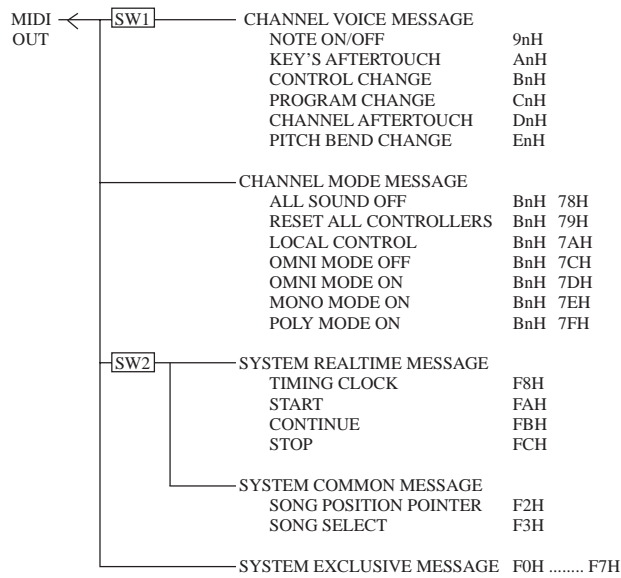 MIDI OUT
SW1 CHANNEL VOICE MESSAGE
NOTE ON/OFF 9nH
KEY'S AFTERTOUCH AnH
CONTROL CHANGE BnH
PROGRAM CHANGE CnH
CHANNEL AFTERTOUCH DnH
PITCH BEND CHANGE EnH
CHANNEL MODE MESSAGE
ALL SOUND OFF BnH 78H
RESET ALL CONTROLLERS BnH 79H
LOCAL CONTROL BnH 7AH
OMNI MODE OFF BnH 7CH
OMNI MODE ON BnH 7DH
MONO MODE ON BnH 7EH
POLY MODE ON BnH 7FH
SW2 SYSTEM REALTIME MESSAGE
TIMING CLOCK F8H
START FAH
CONTINUE FBH
STOP FCH
SYSTEM COMMON MESSAGE
SONG POSITION POINTER F2H
SONG SELECT F3H
SYSTEM EXCLUSIVE MESSAGE F0H ........ F7H